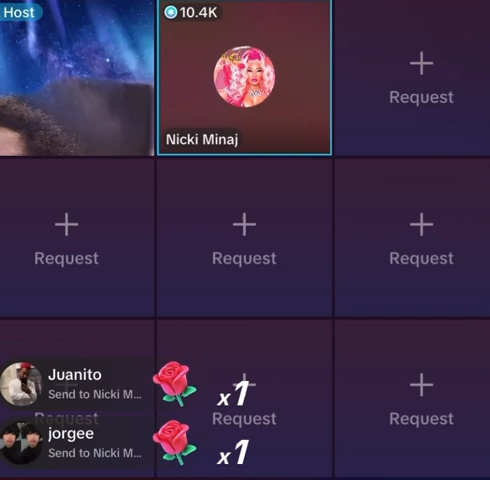 Host
10.4K
Nicki Minaj
Request
Request
Request
Request
Juanito
Send to Nicki M...
x1
Request
Request
Request
jorgee
Send to Nicki M...
x1